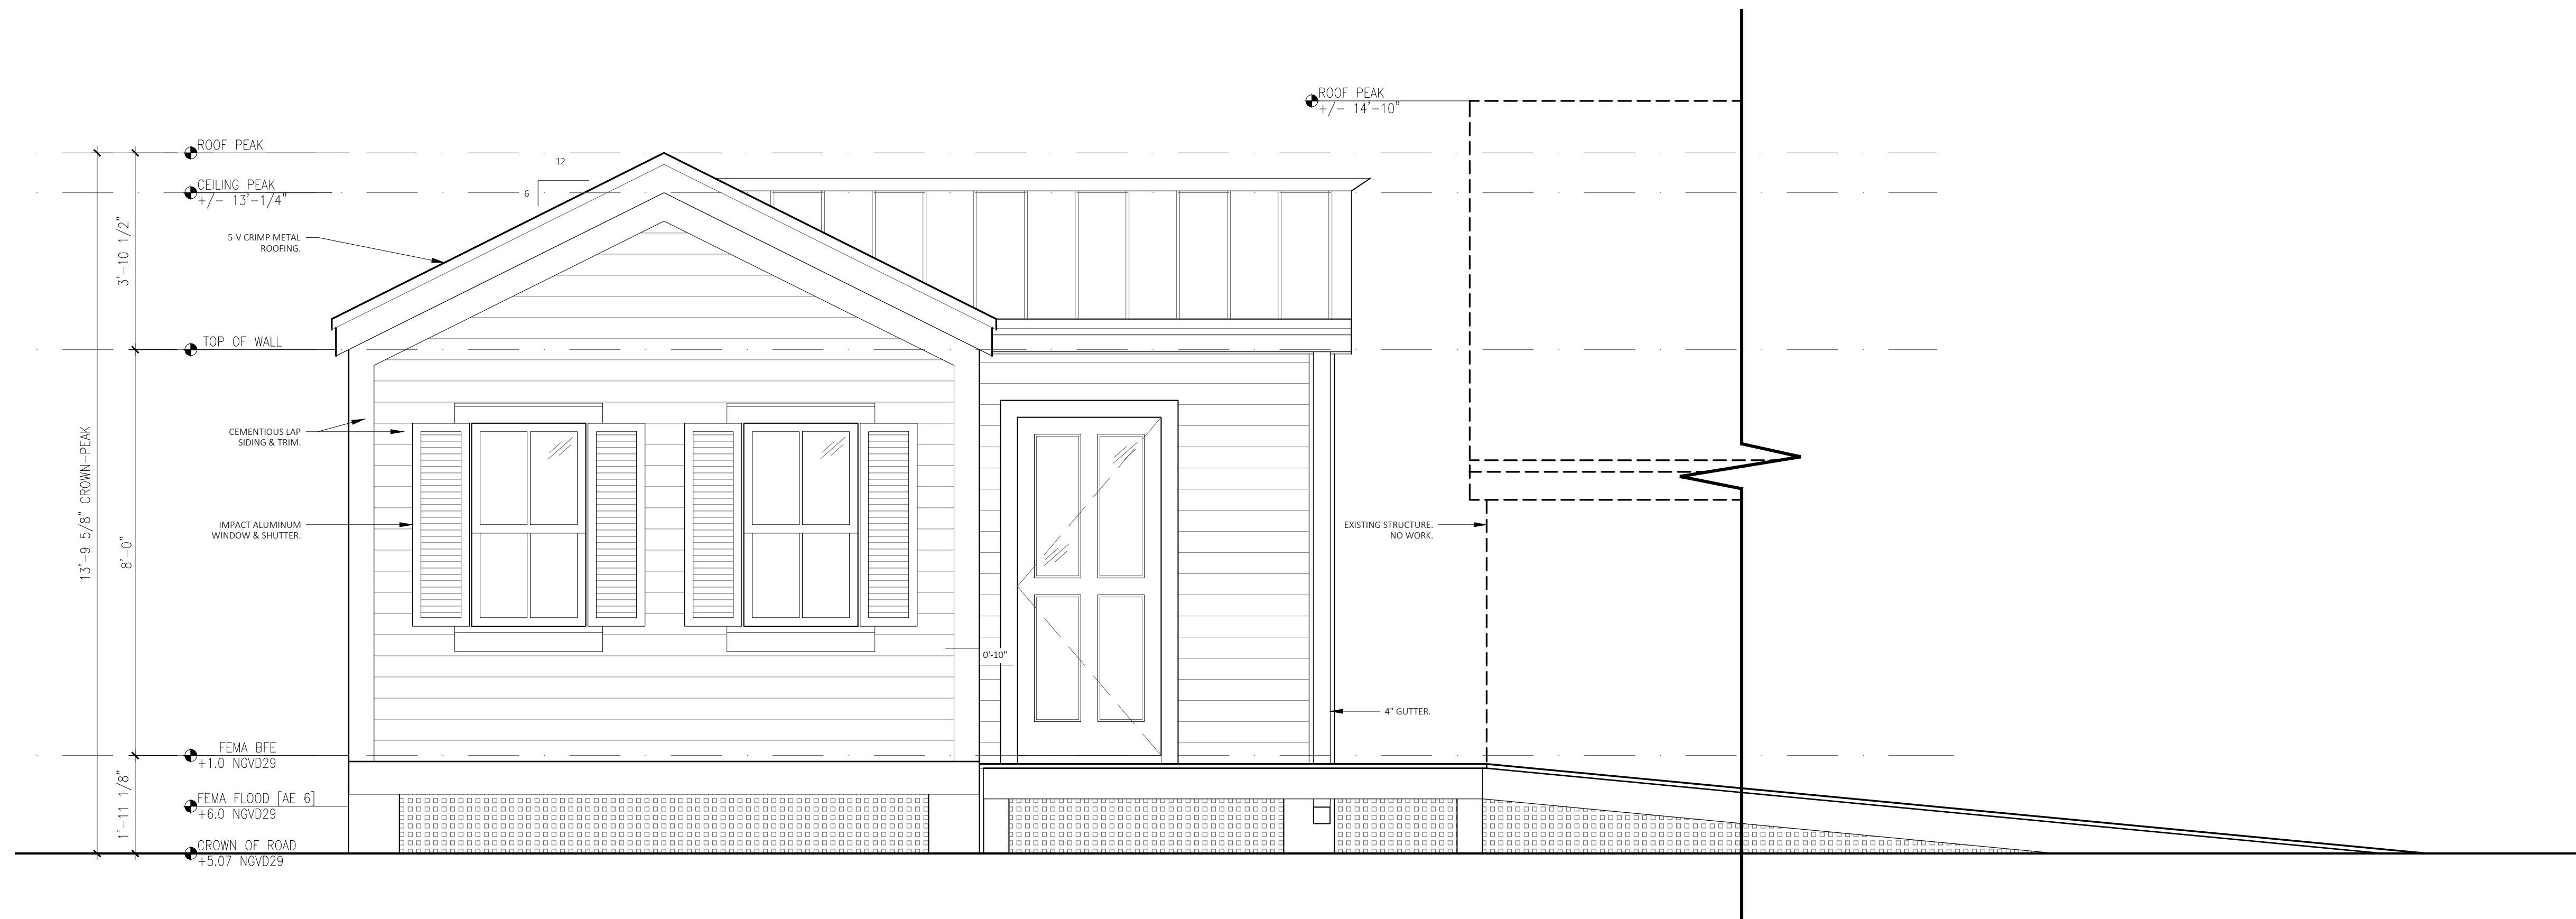 ROOF PEAK
+/- 14'-10"
ROOF PEAK
12
CEILING PEAK
+/- 13'-1/4"
6
3'-10 1/2"
5-V CRIMP METAL
ROOFING.
TOP OF WALL
CEMENTIOUS LAP
SIDING & TRIM.
13'-9 5/8" CROWN-PEAK
8'-0"
IMPACT ALUMINUM
WINDOW & SHUTTER.
EXISTING STRUCTURE.
NO WORK.
0'-10"
4" GUTTER.
FEMA BFE
+1.0 NGVD29
1'-11 1/8"
FEMA FLOOD [AE 6]
+6.0 NGVD29
CROWN OF ROAD
+5.07 NGVD29